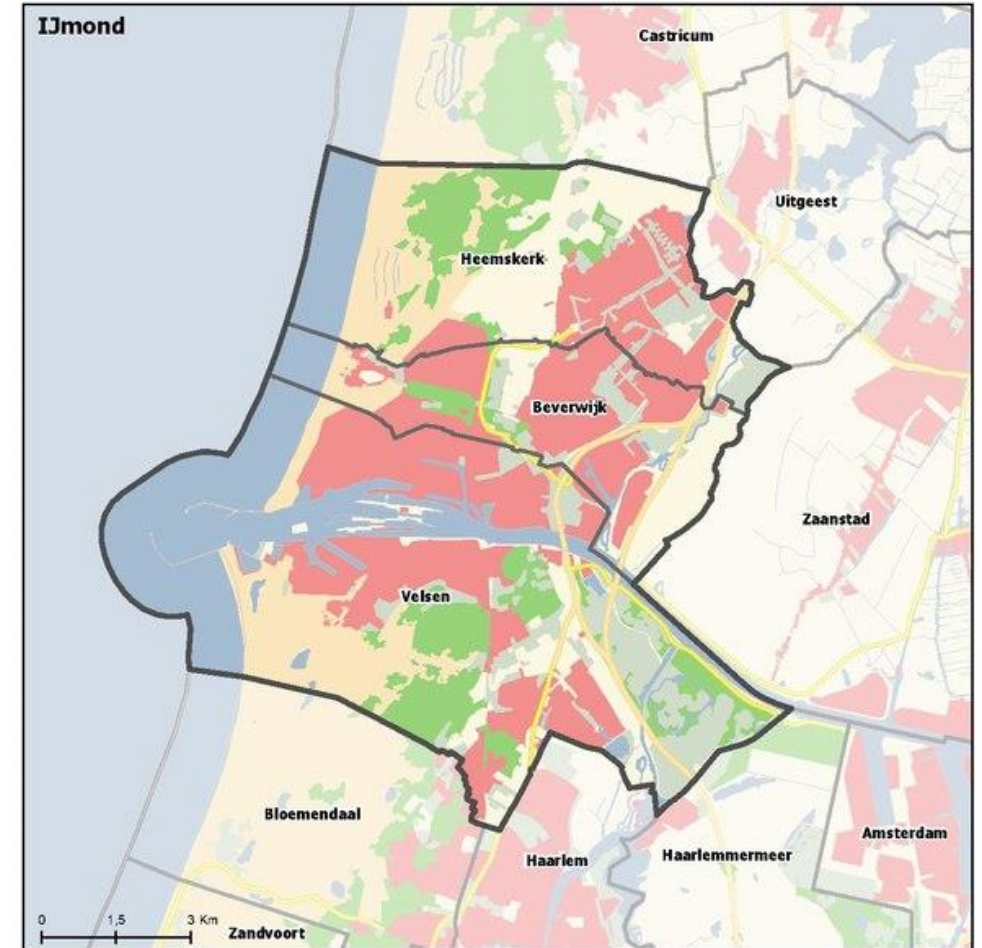 IJmond
Castricum
Uitgeest
Heemskerk
Beverwijk
Zaanstad
Velsen
Bloemendaal
Haarlem
Haarlemmermeer
Amsterdam
0 1,5 3 Km
Zandvoort